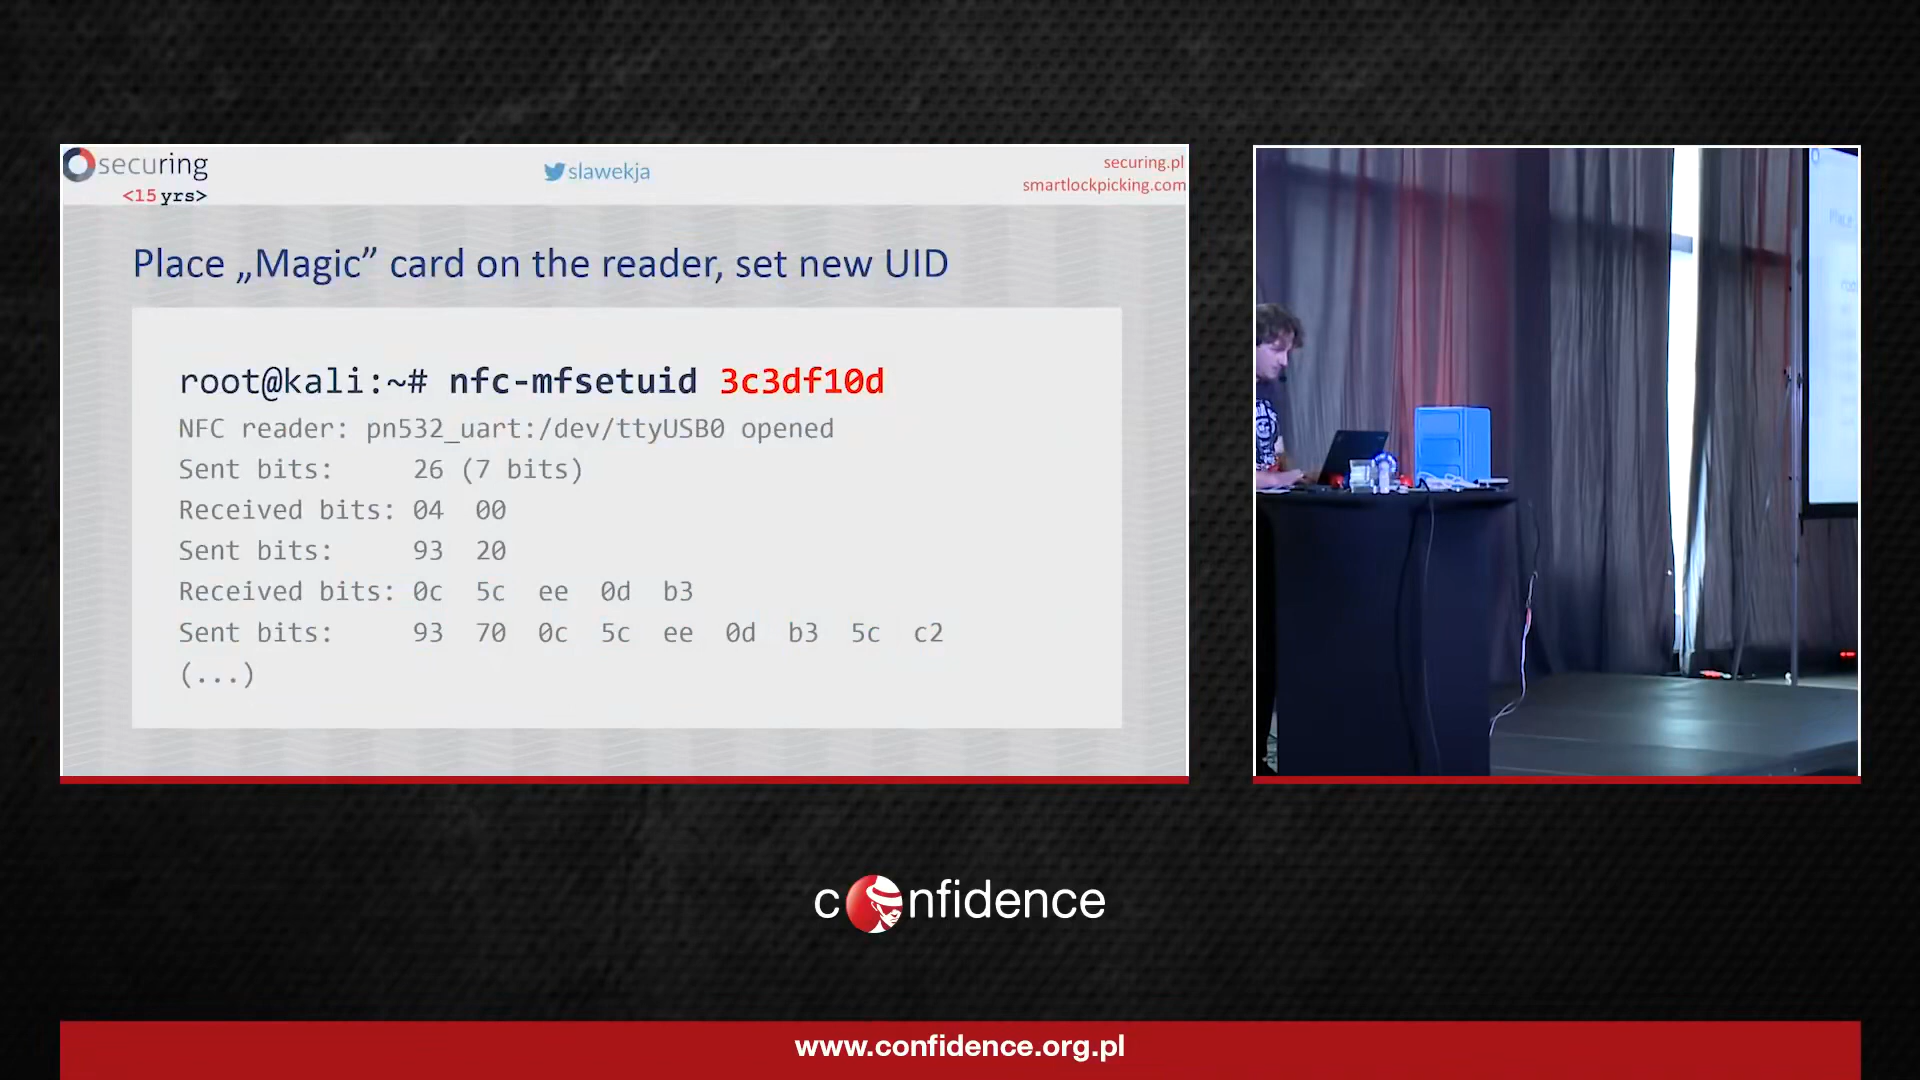 securing
<15 yrs>
slawekja
securing.pl
smartlockpicking.com
Place „Magic” card on the reader, set new UID
root@kali:~# nfc-mfsetuid 3c3df10d
NFC reader: pn532_uart:/dev/ttyUSB0 opened
Sent bits: 26 (7 bits)
Received bits: 04 00
Sent bits: 93 20
Received bits: 0c 5c ee 0d b3
Sent bits: 93 70 0c 5c ee 0d b3 5c c2
(...)
confidence
www.confidence.org.pl